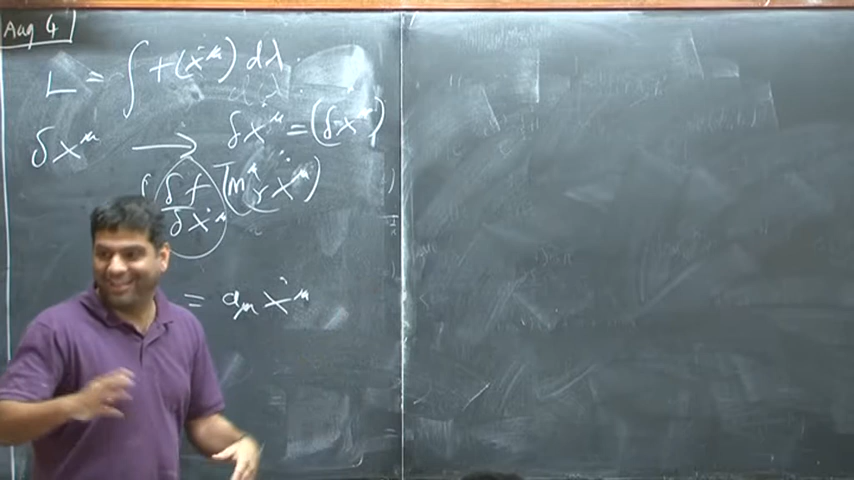 Aug 4
L = ∫ f(ẋ^μ) dλ.
δx^μ ⟶ δẋ^μ = (δx^μ)
δf/δẋ^μ (m^μ_ν ẋ^μ)
= a_μ ẋ^μ